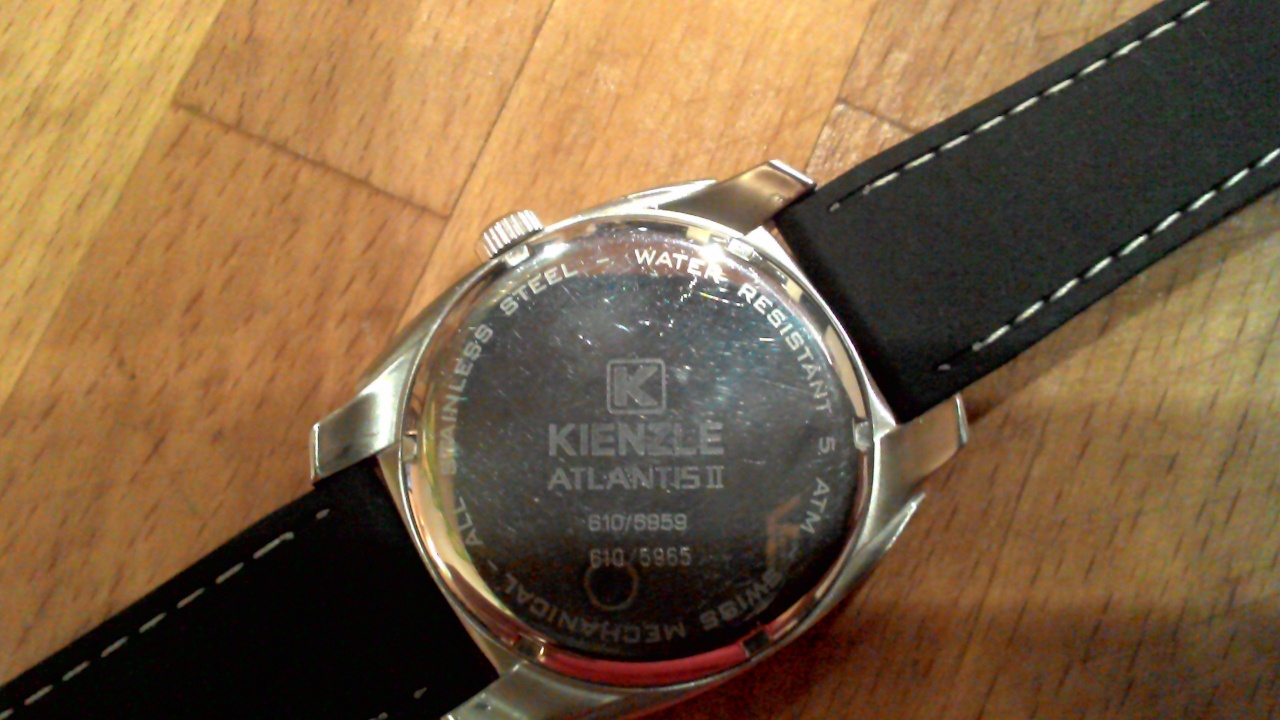 ALL STAINLESS STEEL - WATER RESISTANT 5 ATM
K
KIENZLE
ATLANTIS II
610/5959
610/5965
SWISS MECHANICAL -